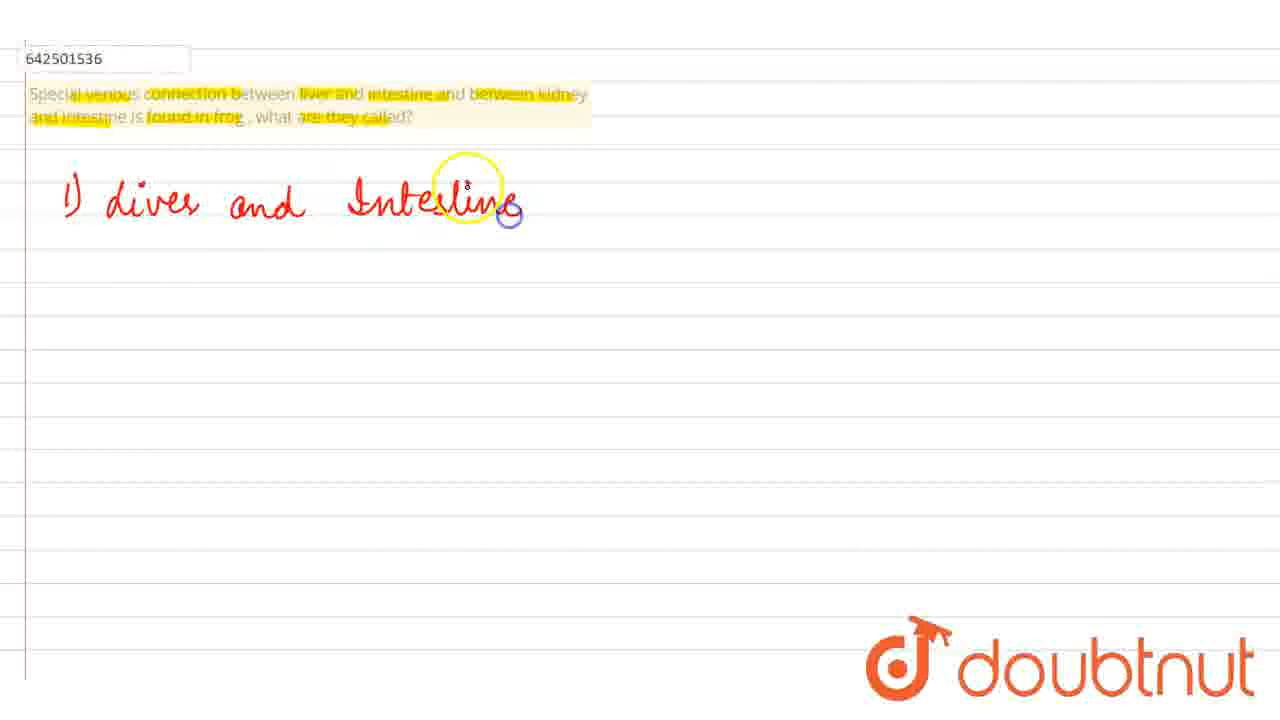 642501536
Special venous connection between liver and intestine and between kidney
and intestine is found in frog , what are they called?
1) Liver and Intestine
doubtnut